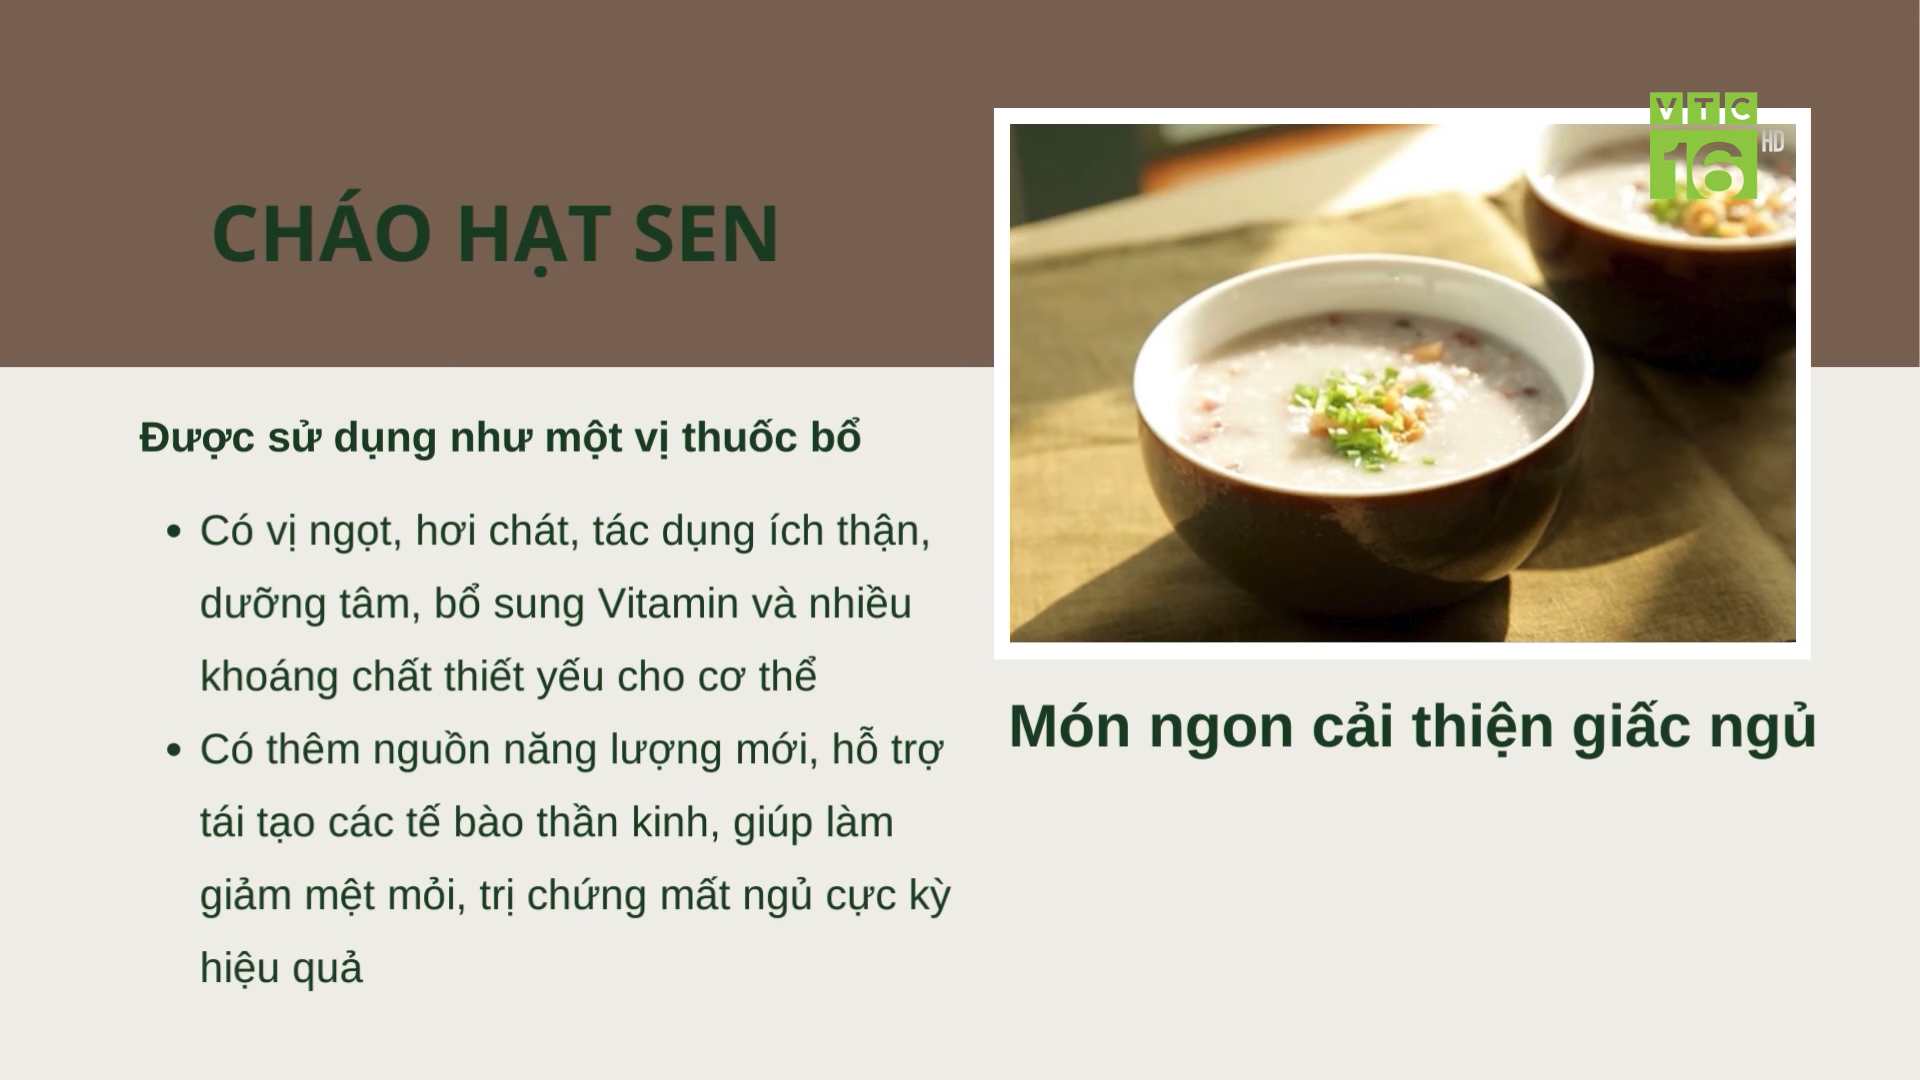 VTC
16
HD
CHÁO HẠT SEN
Được sử dụng như một vị thuốc bổ
• Có vị ngọt, hơi chát, tác dụng ích thận,
dưỡng tâm, bổ sung Vitamin và nhiều
khoáng chất thiết yếu cho cơ thể
• Có thêm nguồn năng lượng mới, hỗ trợ
tái tạo các tế bào thần kinh, giúp làm
giảm mệt mỏi, trị chứng mất ngủ cực kỳ
hiệu quả
Món ngon cải thiện giấc ngủ